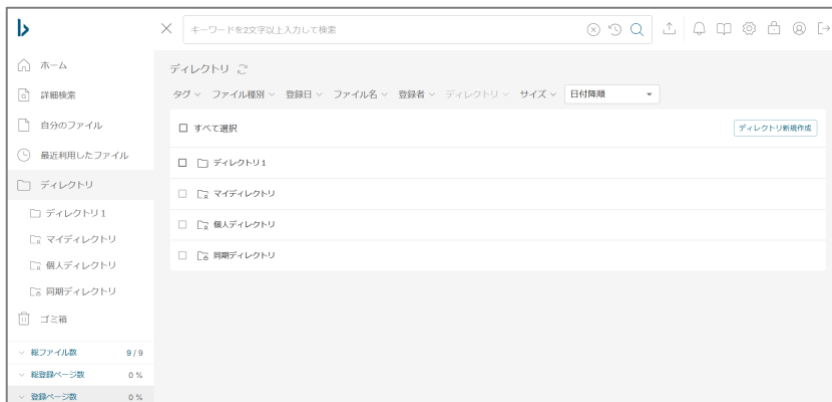 キーワードを2文字以上入力して検索
ホーム
詳細検索
自分のファイル
最近利用したファイル
ディレクトリ
ディレクトリ1
マイディレクトリ
個人ディレクトリ
同期ディレクトリ
ゴミ箱
総ファイル数 9 / 9
総登録ページ数 0 %
登録ページ数 0 %
ディレクトリ
タグ ファイル種別 登録日 ファイル名 登録者 ディレクトリ サイズ 日付降順
すべて選択 ディレクトリ新規作成
ディレクトリ1
マイディレクトリ
個人ディレクトリ
同期ディレクトリ